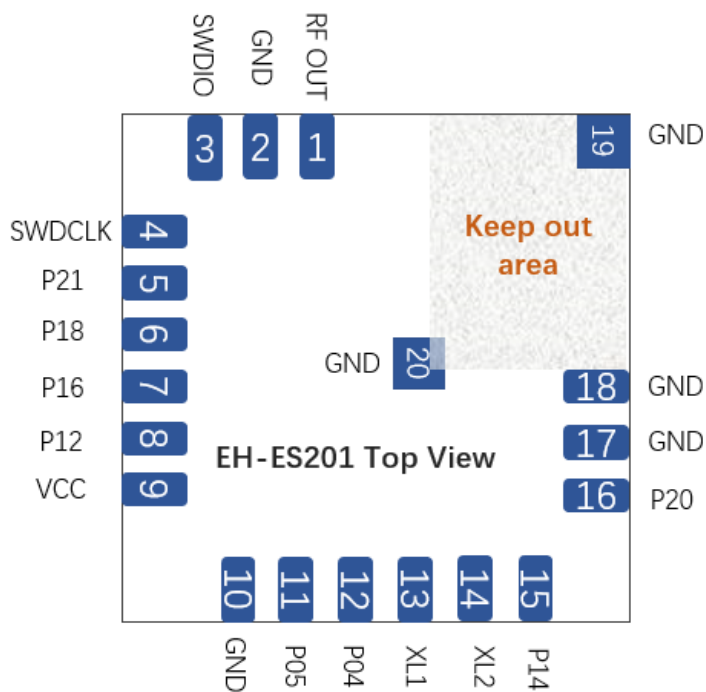 SWDIO
GND
RF OUT
3
2
1
19
GND
Keep out
area
SWDCLK
4
P21
5
P18
6
GND
20
P16
7
18
GND
P12
8
EH-ES201 Top View
17
GND
VCC
9
16
P20
10
11
12
13
14
15
GND
P05
P04
XL1
XL2
P14